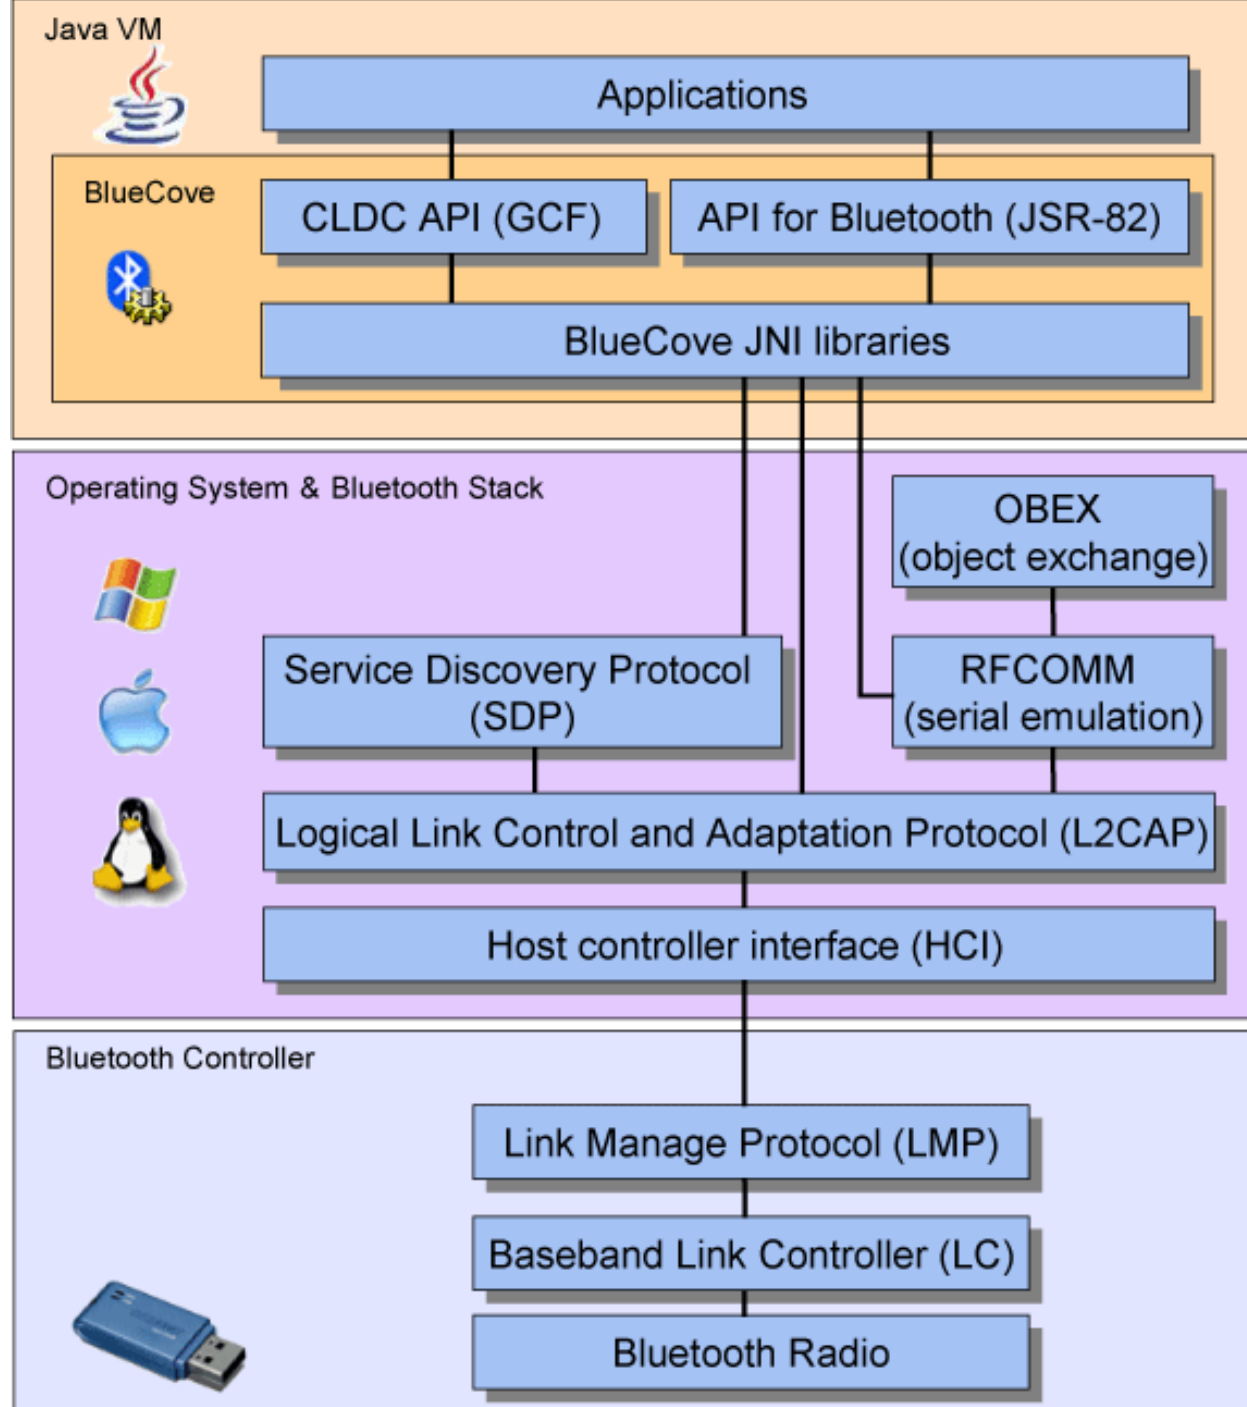 Java VM
Applications
BlueCove
CLDC API (GCF)
API for Bluetooth (JSR-82)
BlueCove JNI libraries
Operating System & Bluetooth Stack
OBEX
(object exchange)
Service Discovery Protocol
(SDP)
RFCOMM
(serial emulation)
Logical Link Control and Adaptation Protocol (L2CAP)
Host controller interface (HCI)
Bluetooth Controller
Link Manage Protocol (LMP)
Baseband Link Controller (LC)
Bluetooth Radio